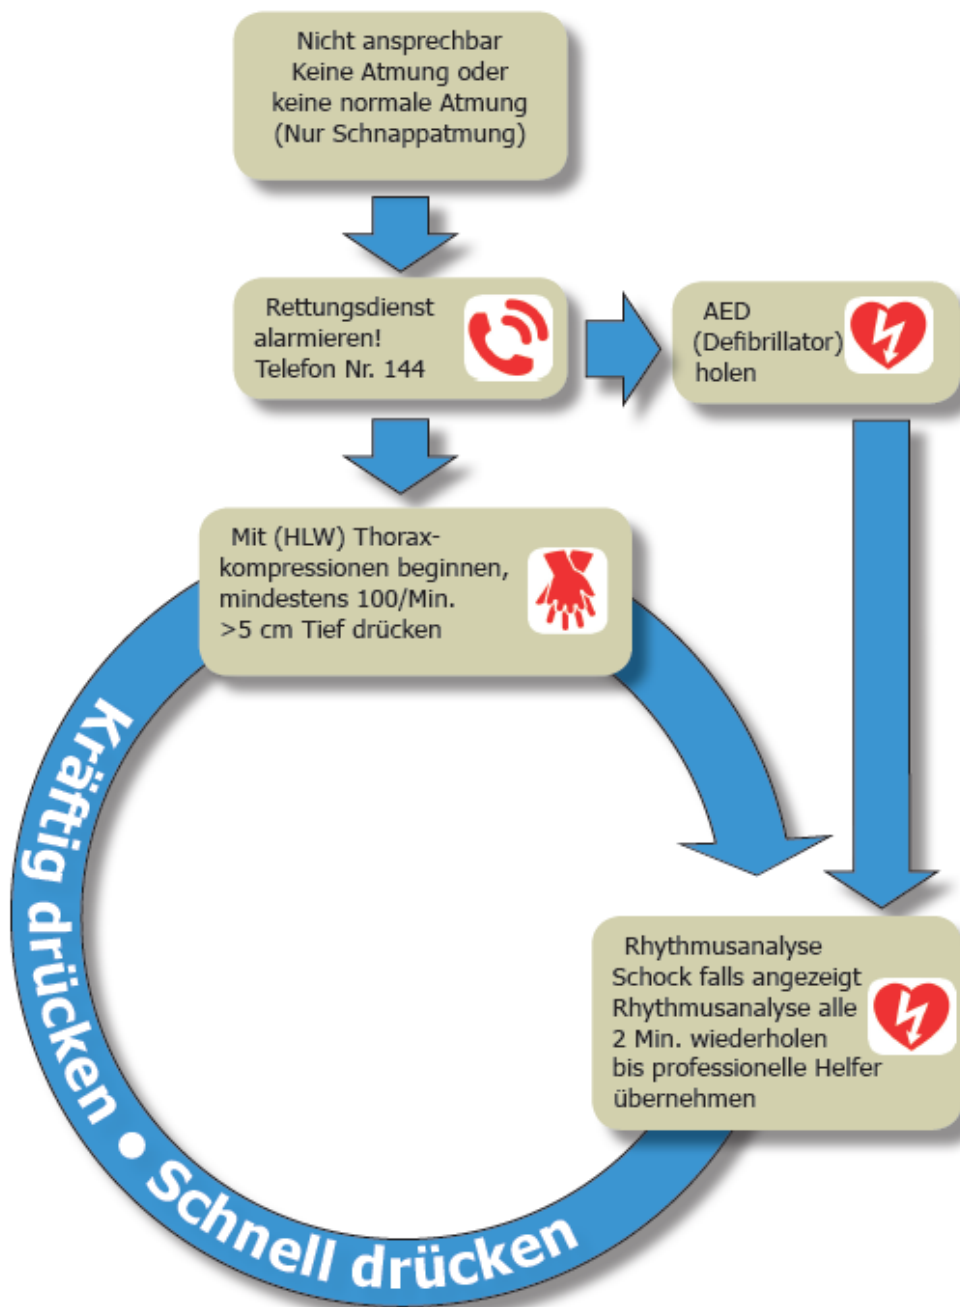 Nicht ansprechbar
Keine Atmung oder
keine normale Atmung
(Nur Schnappatmung)
Rettungsdienst
alarmieren!
Telefon Nr. 144
AED
(Defibrillator)
holen
Mit (HLW) Thorax-
kompressionen beginnen,
mindestens 100/Min.
>5 cm Tief drücken
Rhythmusanalyse
Schock falls angezeigt
Rhythmusanalyse alle
2 Min. wiederholen
bis professionelle Helfer
übernehmen
Kräftig drücken • Schnell drücken